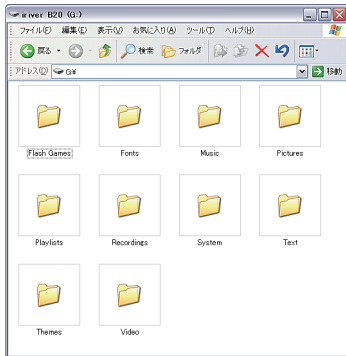 iriver B20 (G:)
ファイル(F) 編集(E) 表示(V) お気に入り(A) ツール(T) ヘルプ(H)
戻る 検索 フォルダ
アドレス(D) G:¥ 移動
Flash Games Fonts Music Pictures
Playlists Recordings System Text
Themes Video